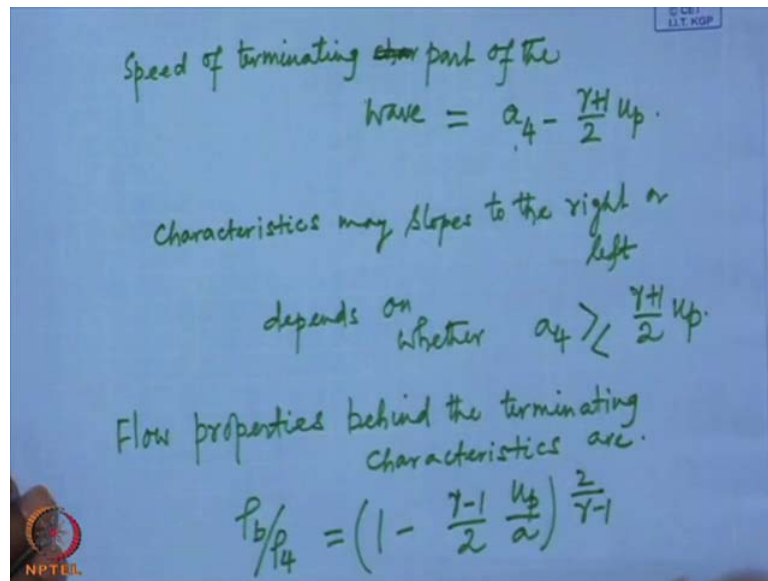 © CET
I.I.T. KGP
Speed of terminating part of the
wave = a₄ - γ+1/2 up.
Characteristics may slopes to the right or
left
depends on
whether a₄ ≷ γ+1/2 up.
Flow properties behind the terminating
characteristics are.
ρb/ρ4 = (1 - γ-1/2 up/a)^2/γ-1
NPTEL